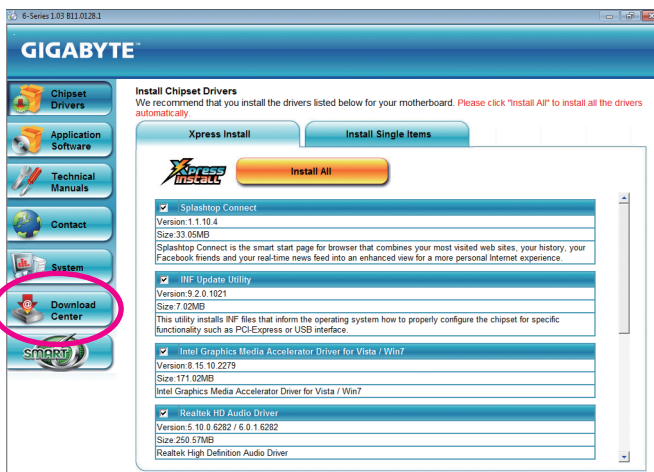 6-Series 1.03 B11.0128.1
GIGABYTE™
Chipset
Drivers
Application
Software
Technical
Manuals
Contact
System
Download
Center
SMART
Install Chipset Drivers
We recommend that you install the drivers listed below for your motherboard. Please click "Install All" to install all the drivers
automatically.
Xpress Install
Install Single Items
Xpress
Install
Install All
Splashtop Connect
Version:1.1.10.4
Size:33.05MB
Splashtop Connect is the smart start page for browser that combines your most visited web sites, your history, your
Facebook friends and your real-time news feed into an enhanced view for a more personal Internet experience.
INF Update Utility
Version:9.2.0.1021
Size:7.02MB
This utility installs INF files that inform the operating system how to properly configure the chipset for specific
functionality such as PCI-Express or USB interface.
Intel Graphics Media Accelerator Driver for Vista / Win7
Version:8.15.10.2279
Size:171.02MB
Intel Graphics Media Accelerator Driver for Vista / Win7
Realtek HD Audio Driver
Version:5.10.0.6282 / 6.0.1.6282
Size:250.57MB
Realtek High Definition Audio Driver